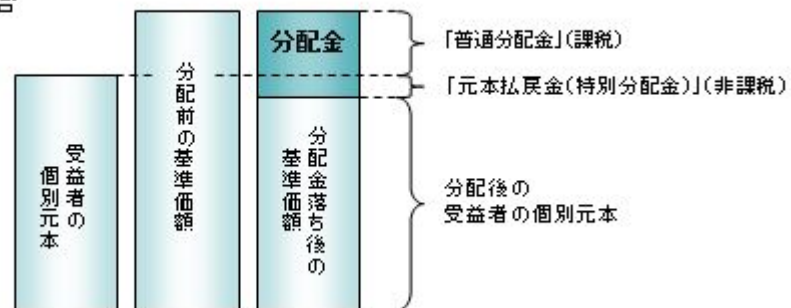 受益者の
個別元本
分配前の基準価額
分配金
分配金落ち後の
基準価額
「普通分配金」(課税)
「元本払戻金(特別分配金)」(非課税)
分配後の
受益者の個別元本